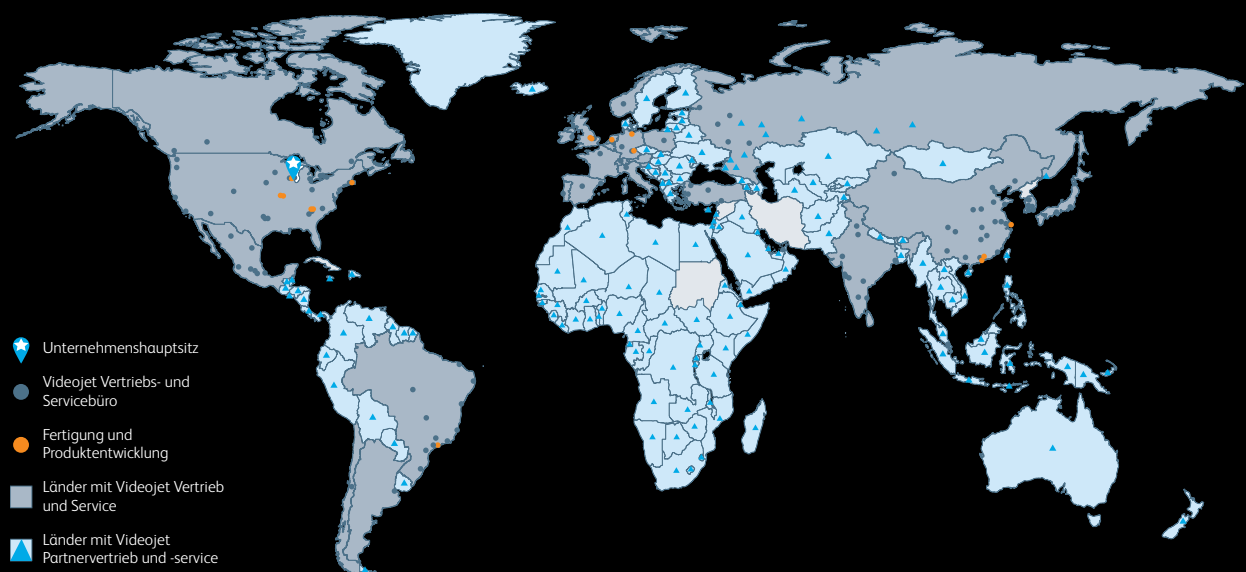 Unternehmenshauptsitz
Videojet Vertriebs- und
Servicebüro
Fertigung und
Produktentwicklung
Länder mit Videojet Vertrieb
und Service
Länder mit Videojet
Partnervertrieb und -service